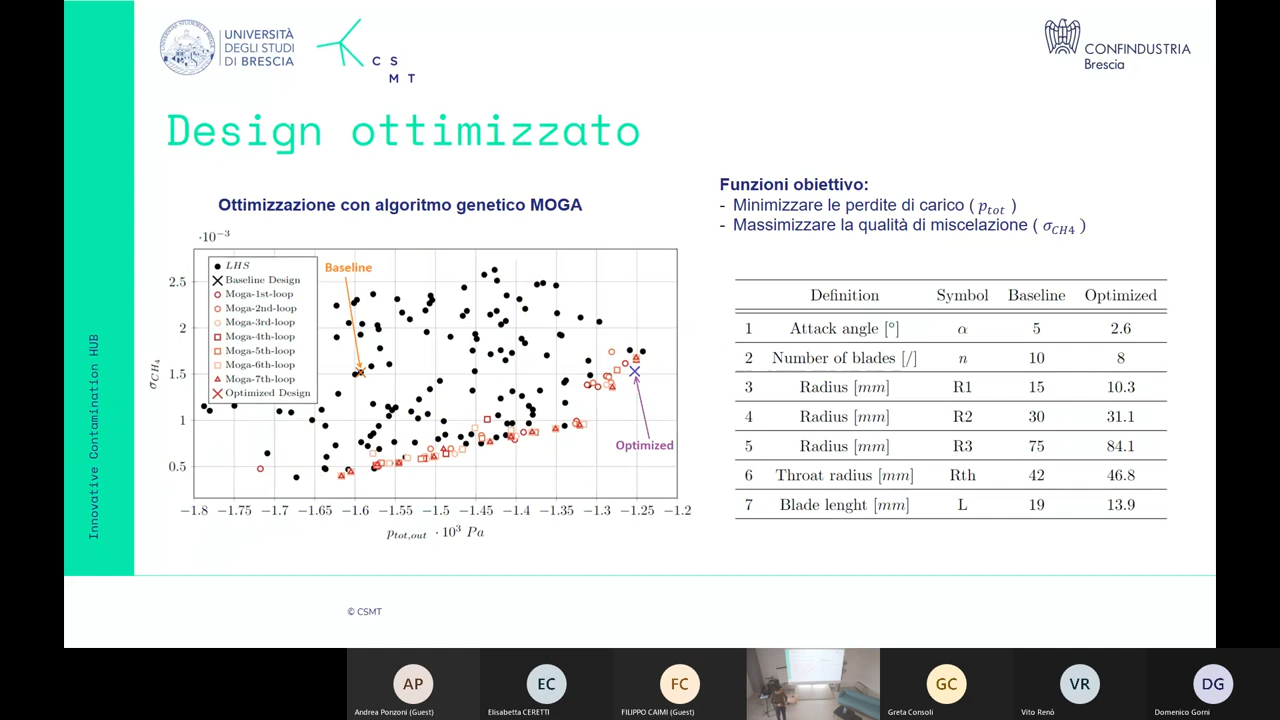 UNIVERSITÀ
DEGLI STUDI
DI BRESCIA
C S
M T
CONFINDUSTRIA
Brescia
Design ottimizzato
Innovative Contamination HUB
Ottimizzazione con algoritmo genetico MOGA
·10⁻³
LHS
Baseline Design
Moga-1st-loop
Moga-2nd-loop
Moga-3rd-loop
Moga-4th-loop
Moga-5th-loop
Moga-6th-loop
Moga-7th-loop
Optimized Design
Baseline
Optimized
2.5
2
1.5
1
0.5
σ_CH₄
−1.8 −1.75 −1.7 −1.65 −1.6 −1.55 −1.5 −1.45 −1.4 −1.35 −1.3 −1.25 −1.2
p_tot,out · 10³ Pa
Funzioni obiettivo:
- Minimizzare le perdite di carico ( p_tot )
- Massimizzare la qualità di miscelazione ( σ_CH4 )
Definition Symbol Baseline Optimized
1 Attack angle [°] α 5 2.6
2 Number of blades [/] n 10 8
3 Radius [mm] R1 15 10.3
4 Radius [mm] R2 30 31.1
5 Radius [mm] R3 75 84.1
6 Throat radius [mm] Rth 42 46.8
7 Blade lenght [mm] L 19 13.9
© CSMT
AP EC FC GC VR DG
Andrea Ponzoni (Guest)
Elisabetta CERETTI
FILIPPO CAIMI (Guest)
Greta Consoli
Vito Renò
Domenico Gorni